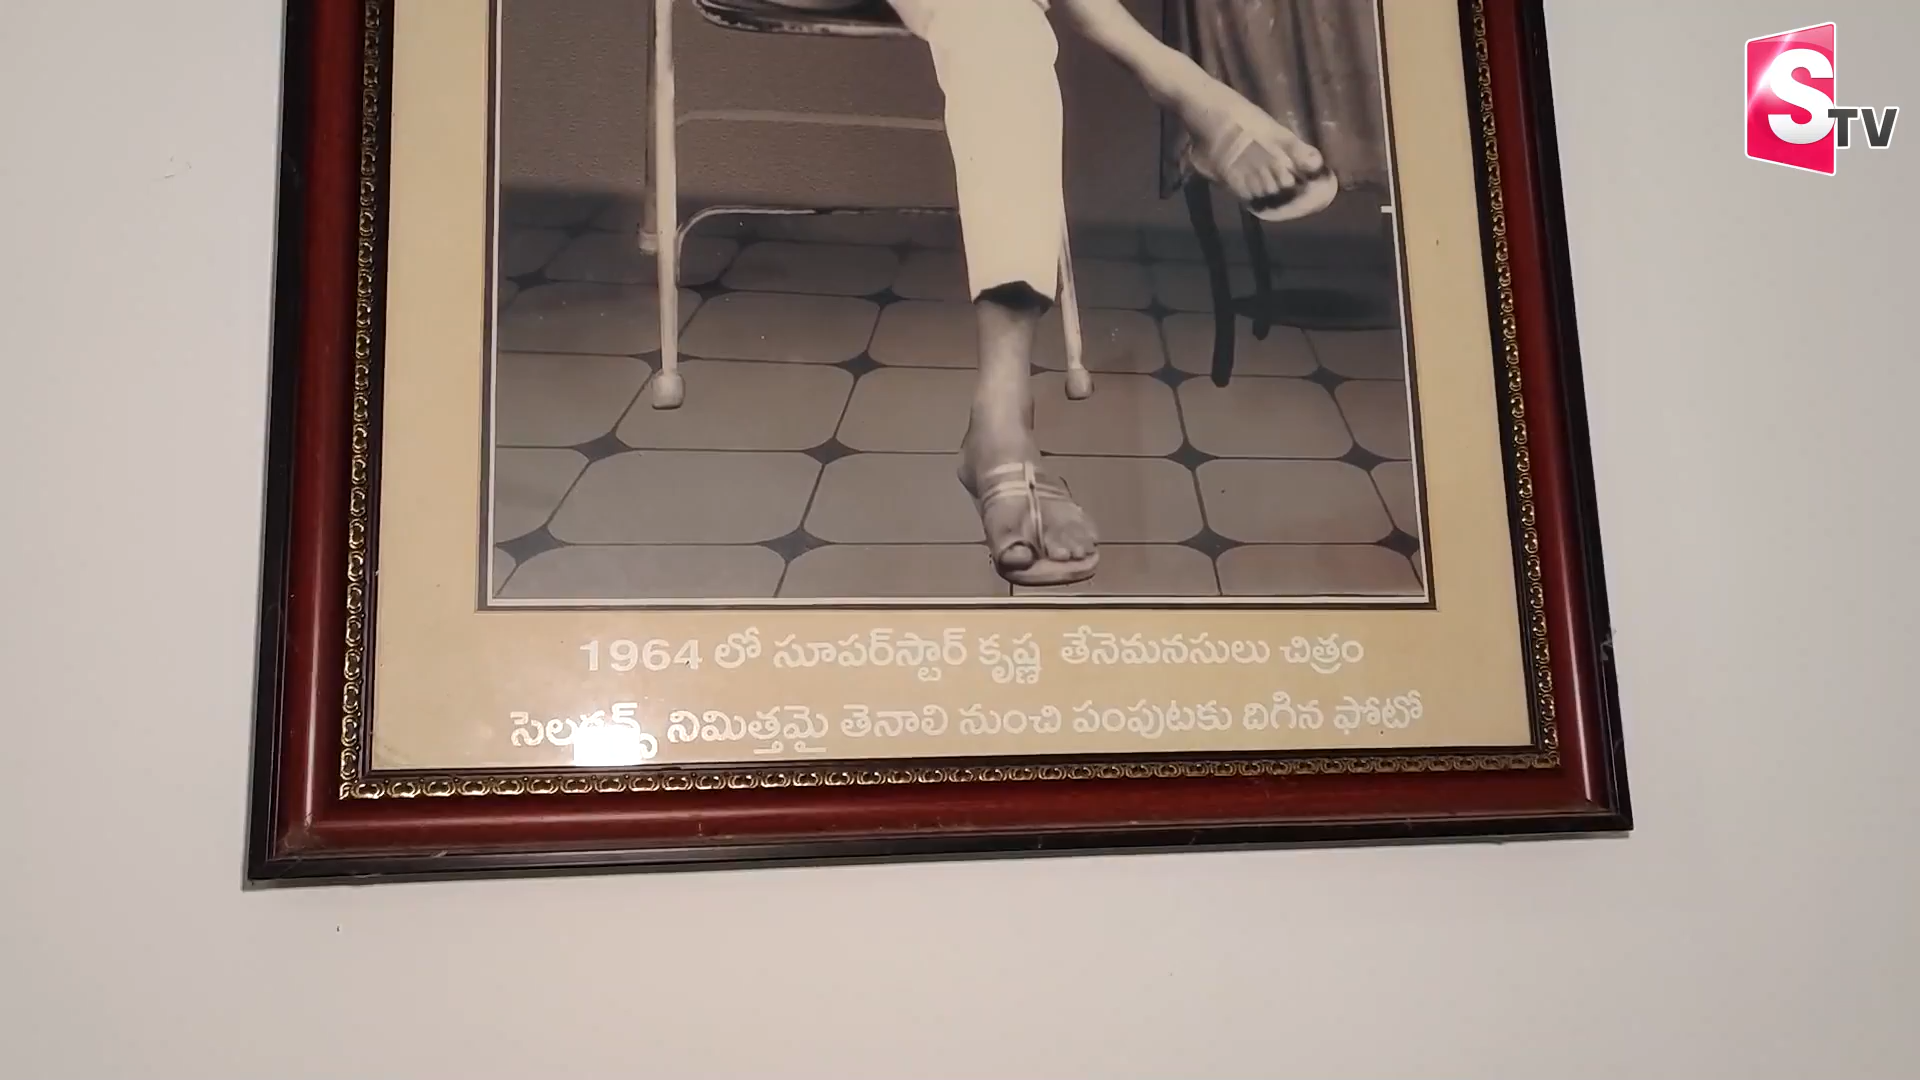 STV
1964 లో సూపర్‌స్టార్ కృష్ణ తేనెమనసులు చిత్రం
నిమిత్తమై తెనాలి నుంచి పంపుటకు దిగిన ఫోటో